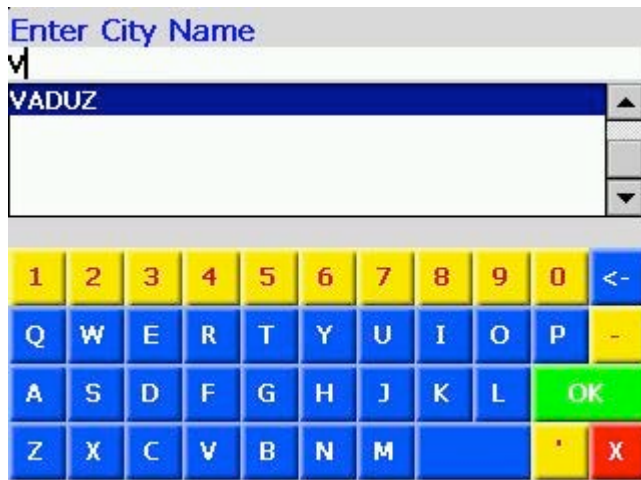 Enter City Name
V
VADUZ
1 2 3 4 5 6 7 8 9 0 <-
Q W E R T Y U I O P -
A S D F G H J K L OK
Z X C V B N M ' X